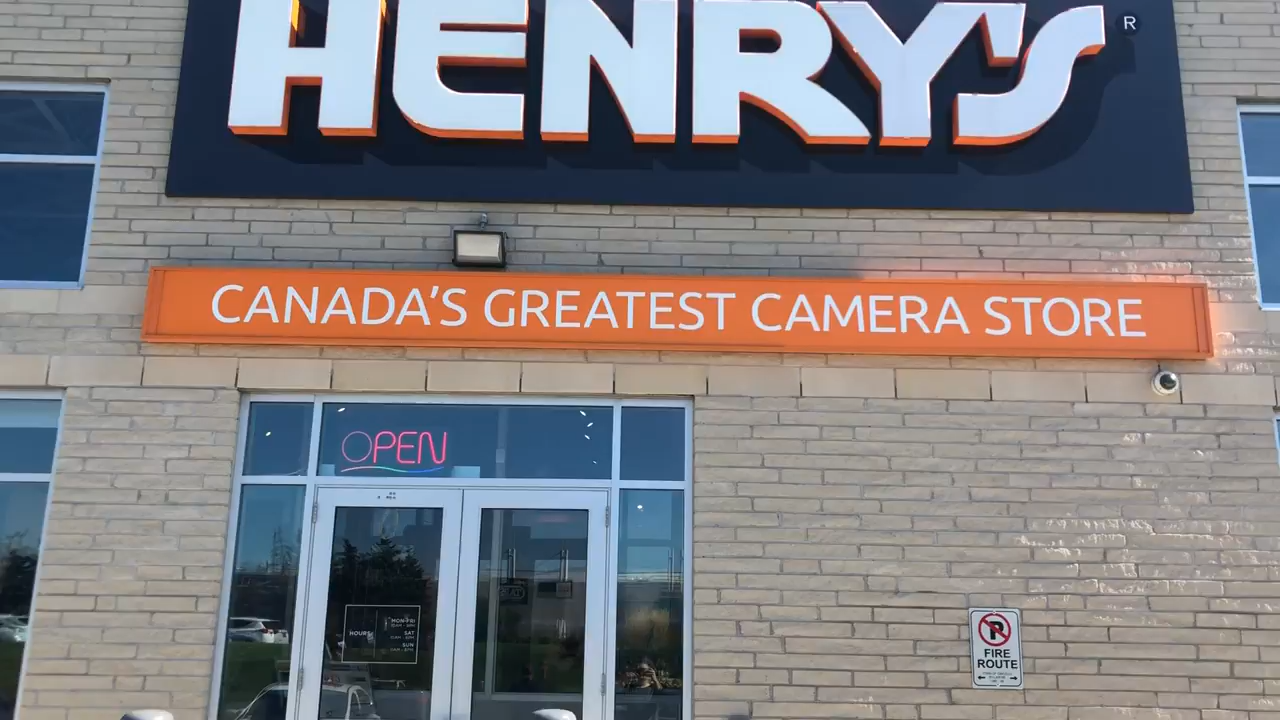 HENRY'S®
CANADA'S GREATEST CAMERA STORE
OPEN
HOURS
MON-FRI
SAT
SUN
FIRE
ROUTE